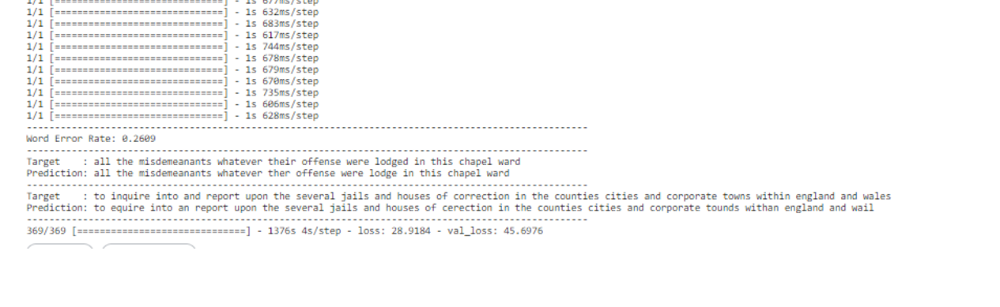 1/1 [==============================] - 1s 677ms/step
1/1 [==============================] - 1s 632ms/step
1/1 [==============================] - 1s 683ms/step
1/1 [==============================] - 1s 617ms/step
1/1 [==============================] - 1s 744ms/step
1/1 [==============================] - 1s 678ms/step
1/1 [==============================] - 1s 679ms/step
1/1 [==============================] - 1s 670ms/step
1/1 [==============================] - 1s 735ms/step
1/1 [==============================] - 1s 606ms/step
1/1 [==============================] - 1s 628ms/step
----------------------------------------------------------------------------------------------------
Word Error Rate: 0.2609
----------------------------------------------------------------------------------------------------
Target    : all the misdemeanants whatever their offense were lodged in this chapel ward
Prediction: all the misdemeanants whatever ther offense were lodge in this chapel ward
----------------------------------------------------------------------------------------------------
Target    : to inquire into and report upon the several jails and houses of correction in the counties cities and corporate towns within england and wales
Prediction: to equire into an report upon the several jails and houses of cerection in the counties cities and corporate tounds withan england and wail
----------------------------------------------------------------------------------------------------
369/369 [==============================] - 1376s 4s/step - loss: 28.9184 - val_loss: 45.6976